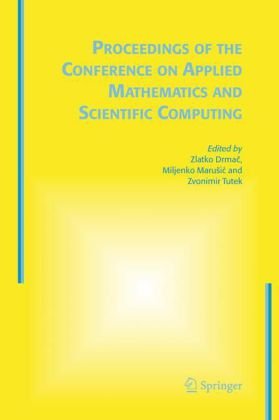 PROCEEDINGS OF THE
CONFERENCE ON APPLIED
MATHEMATICS AND
SCIENTIFIC COMPUTING
Edited by
Zlatko Drmač,
Miljenko Marušić and
Zvonimir Tutek
Springer